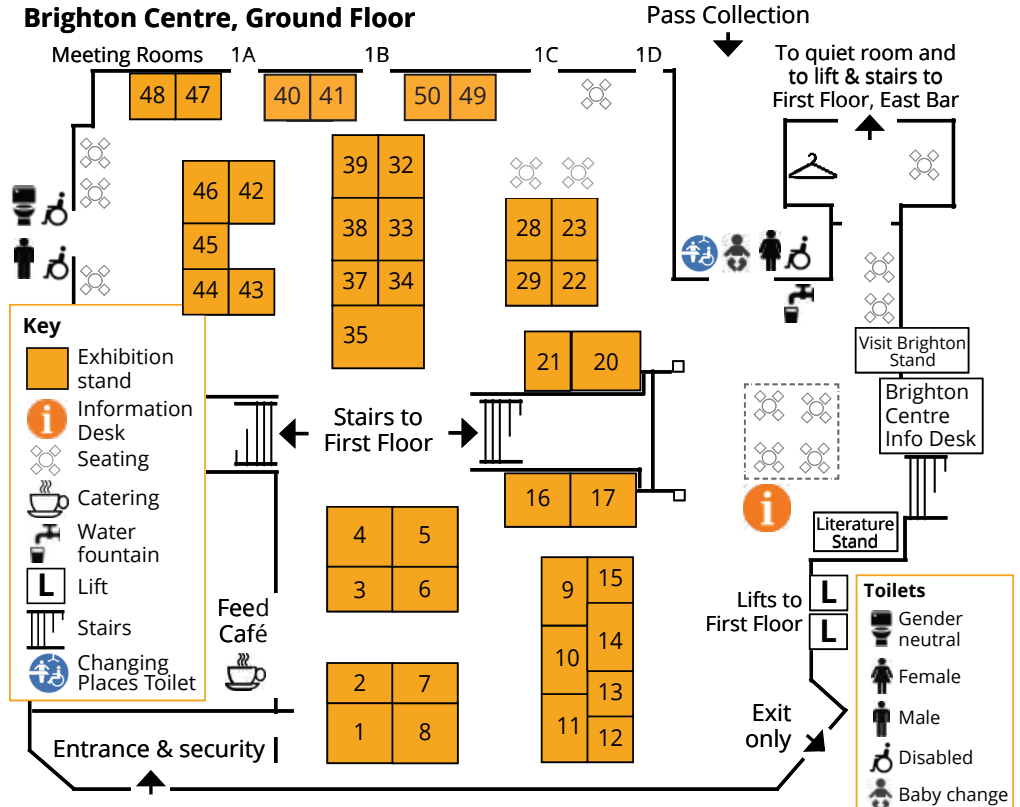 Brighton Centre, Ground Floor
Pass Collection
Meeting Rooms 1A 1B 1C 1D
To quiet room and
to lift & stairs to
First Floor, East Bar
48 47 40 41 50 49
39 32
46 42
38 33
28 23
45
37 34
29 22
44 43
35
21 20
Visit Brighton
Stand
Brighton
Centre
Info Desk
Stairs to
First Floor
16 17
Literature
Stand
4 5
3 6
9 15
14
10
13
11
12
2 7
1 8
Feed
Café
Lifts to
First Floor
L
L
Exit
only
Entrance & security
Key
Exhibition
stand
i
Information
Desk
Seating
Catering
Water
fountain
L
Lift
Stairs
Changing
Places Toilet
i
Toilets
Gender
neutral
Female
Male
Disabled
Baby change